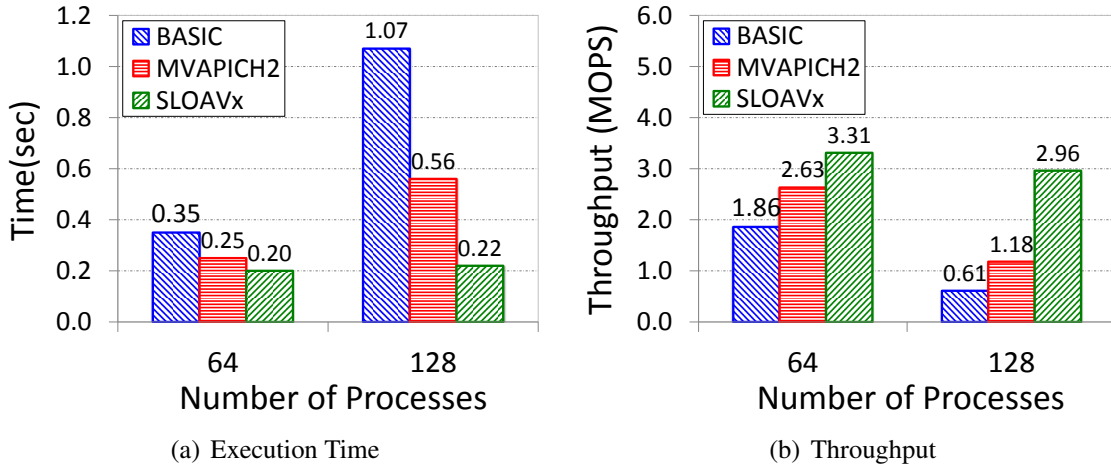 Time(sec)
1.2
1.0
0.8
0.6
0.4
0.2
0.0
BASIC
MVAPICH2
SLOAVx
0.35
0.25
0.20
1.07
0.56
0.22
64
128
Number of Processes
(a) Execution Time
Throughput (MOPS)
6.0
5.0
4.0
3.0
2.0
1.0
0.0
BASIC
MVAPICH2
SLOAVx
1.86
2.63
3.31
0.61
1.18
2.96
64
128
Number of Processes
(b) Throughput